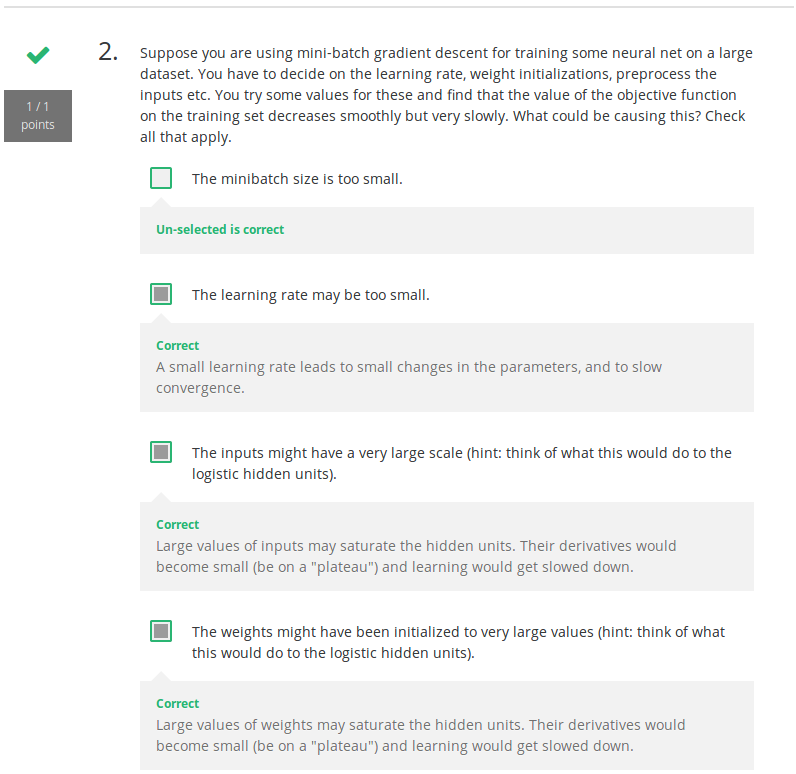 2.
1 / 1
points
Suppose you are using mini-batch gradient descent for training some neural net on a large
dataset. You have to decide on the learning rate, weight initializations, preprocess the
inputs etc. You try some values for these and find that the value of the objective function
on the training set decreases smoothly but very slowly. What could be causing this? Check
all that apply.
The minibatch size is too small.
Un-selected is correct
The learning rate may be too small.
Correct
A small learning rate leads to small changes in the parameters, and to slow
convergence.
The inputs might have a very large scale (hint: think of what this would do to the
logistic hidden units).
Correct
Large values of inputs may saturate the hidden units. Their derivatives would
become small (be on a "plateau") and learning would get slowed down.
The weights might have been initialized to very large values (hint: think of what
this would do to the logistic hidden units).
Correct
Large values of weights may saturate the hidden units. Their derivatives would
become small (be on a "plateau") and learning would get slowed down.